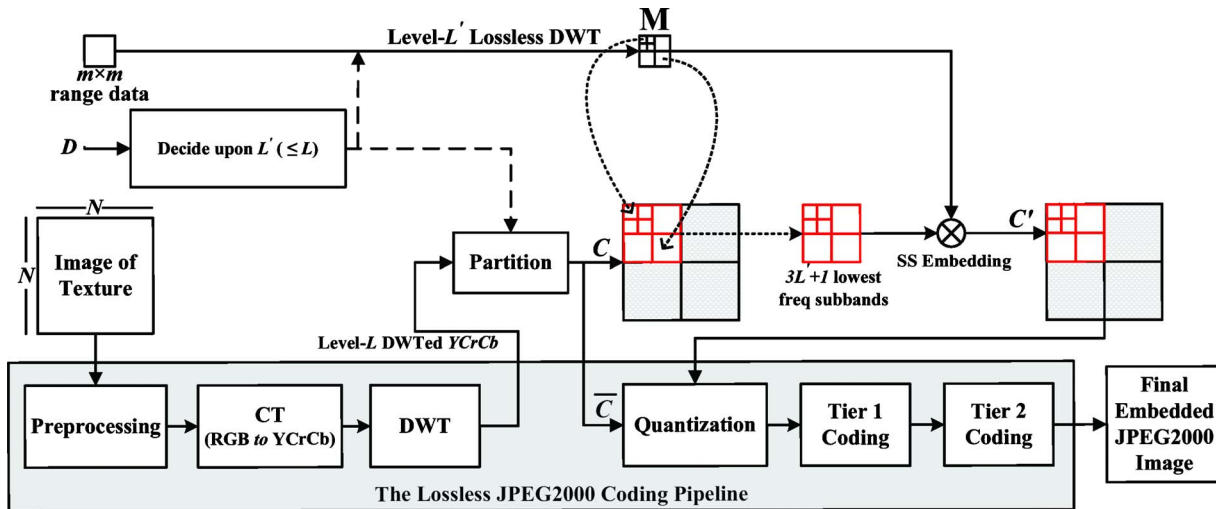 M
Level-L′ Lossless DWT
m×m
range data
D
Decide upon L′ (≤ L)
N
N
Image of
Texture
Partition
C
3L′+1 lowest
freq subbands
SS Embedding
C'
Level-L DWTed YCrCb
Preprocessing
CT
(RGB to YCrCb)
DWT
C̅
Quantization
Tier 1
Coding
Tier 2
Coding
Final
Embedded
JPEG2000
Image
The Lossless JPEG2000 Coding Pipeline